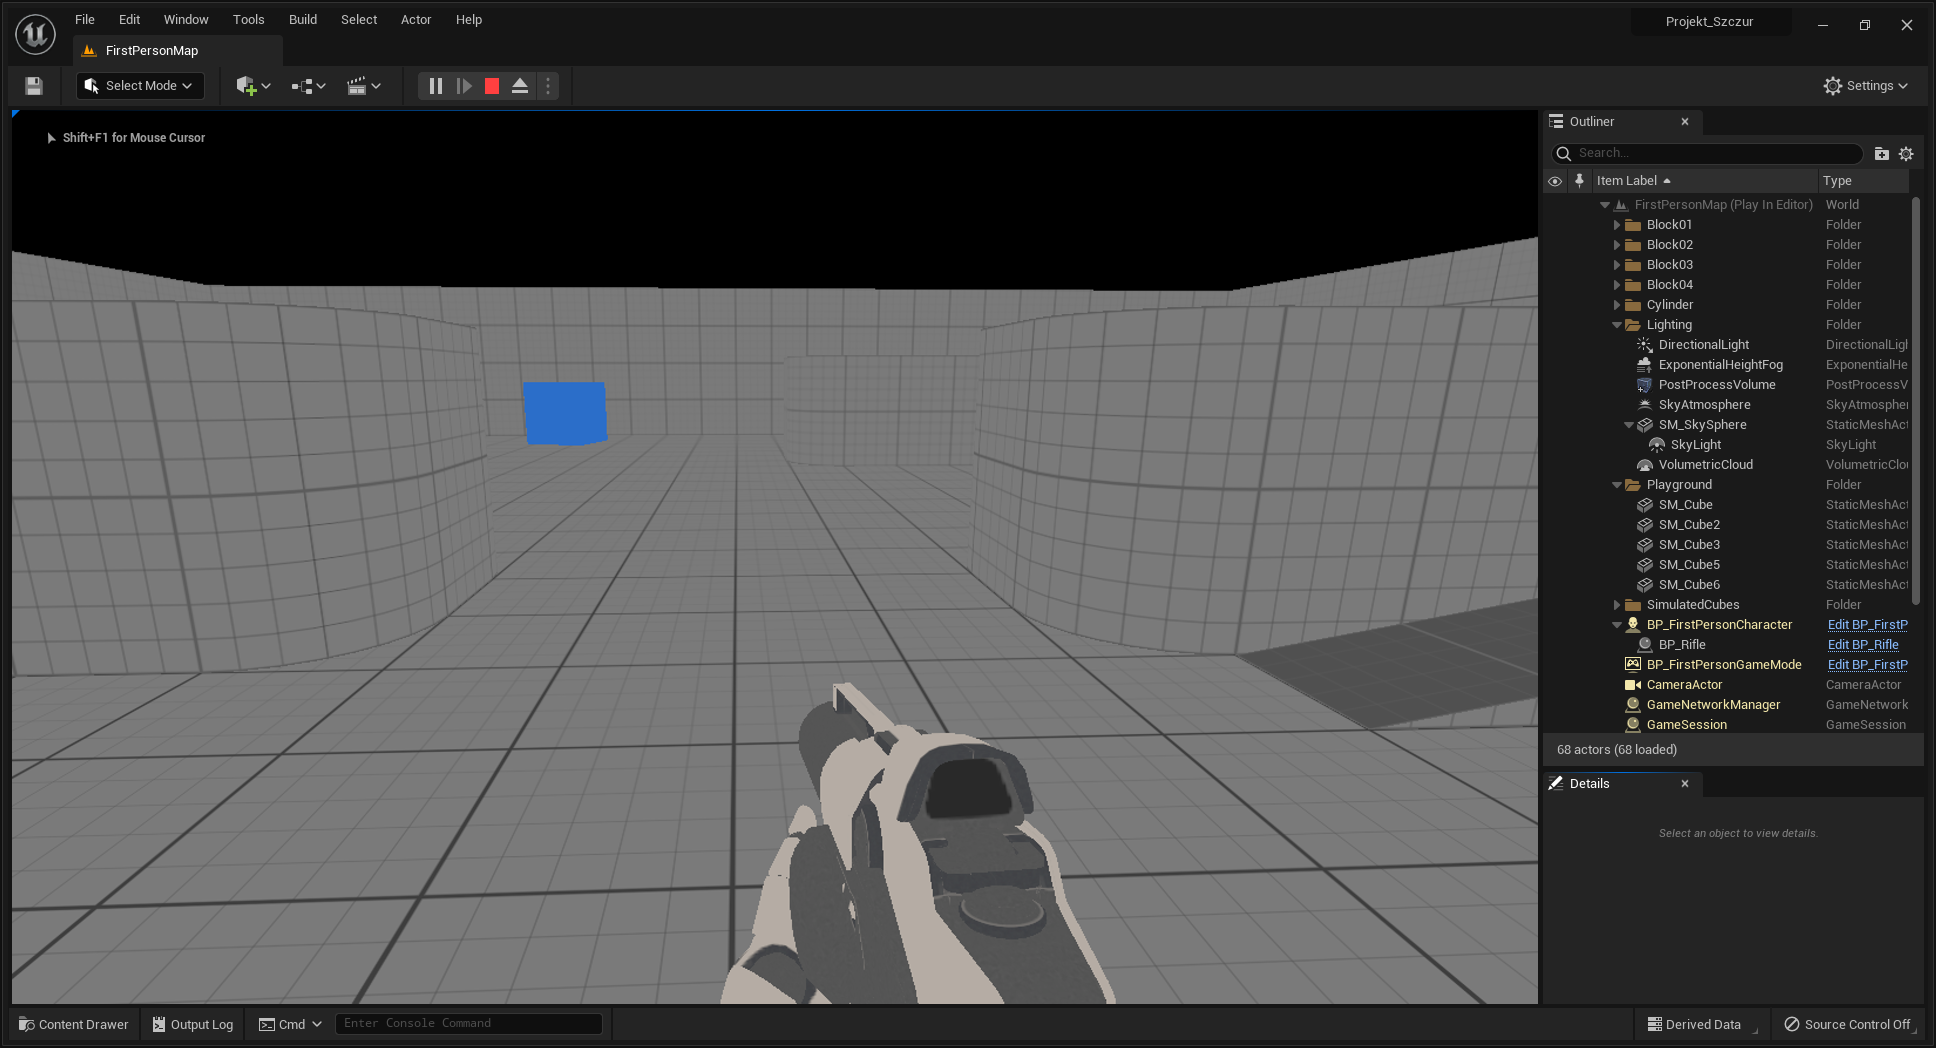 File Edit Window Tools Build Select Actor Help
Projekt_Szczur
FirstPersonMap
Select Mode
Settings
Shift+F1 for Mouse Cursor
Outliner
Search...
Item Label Type
FirstPersonMap (Play In Editor) World
Block01 Folder
Block02 Folder
Block03 Folder
Block04 Folder
Cylinder Folder
Lighting Folder
DirectionalLight DirectionalLigh
ExponentialHeightFog ExponentialHe
PostProcessVolume PostProcessV
SkyAtmosphere SkyAtmospher
SM_SkySphere StaticMeshAct
SkyLight SkyLight
VolumetricCloud VolumetricClou
Playground Folder
SM_Cube StaticMeshAct
SM_Cube2 StaticMeshAct
SM_Cube3 StaticMeshAct
SM_Cube5 StaticMeshAct
SM_Cube6 StaticMeshAct
SimulatedCubes Folder
BP_FirstPersonCharacter Edit BP_FirstP
BP_Rifle Edit BP_Rifle
BP_FirstPersonGameMode Edit BP_FirstP
CameraActor CameraActor
GameNetworkManager GameNetwork
GameSession GameSession
68 actors (68 loaded)
Details
Select an object to view details.
Content Drawer Output Log Cmd Enter Console Command Derived Data Source Control Off